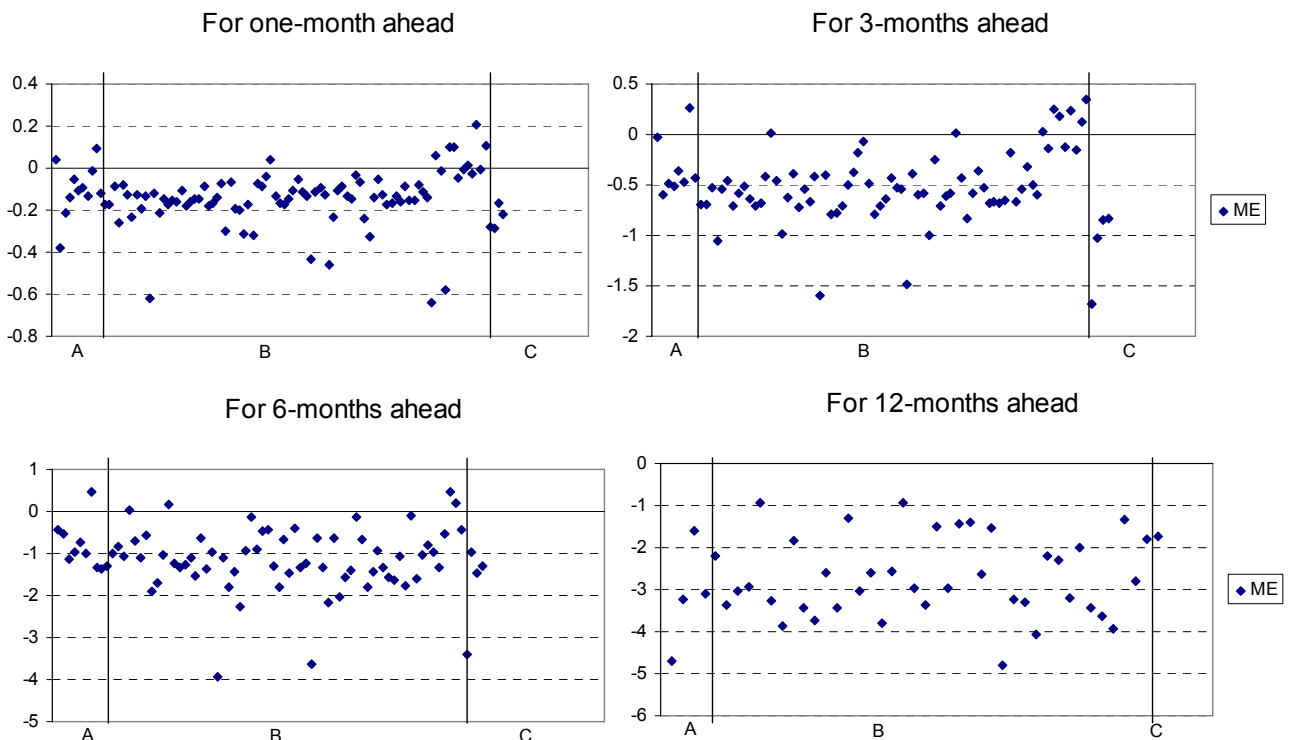 For one-month ahead
0.4
0.2
0
-0.2
-0.4
-0.6
-0.8
A B C
For 3-months ahead
0.5
0
-0.5
-1
-1.5
-2
A B C
ME
For 6-months ahead
1
0
-1
-2
-3
-4
-5
A B C
For 12-months ahead
0
-1
-2
-3
-4
-5
-6
A B C
ME